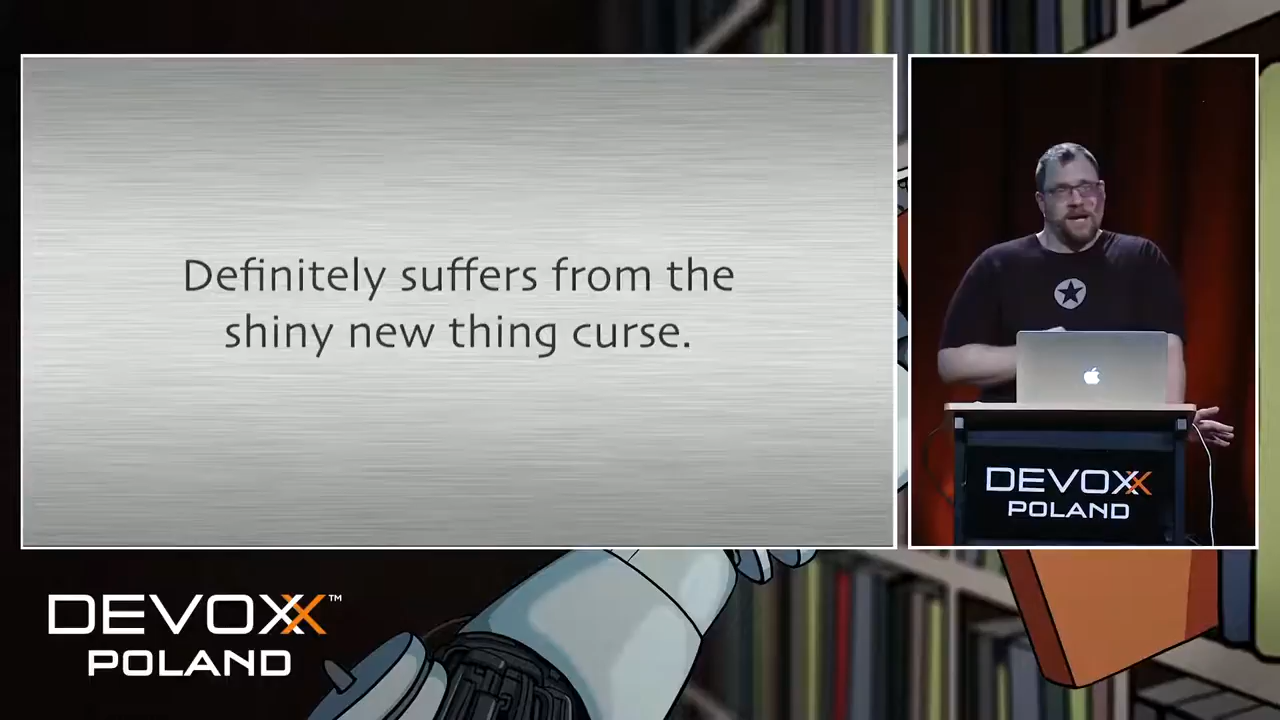 Definitely suffers from the
shiny new thing curse.
DEVOXX
POLAND
DEVOXX™
POLAND